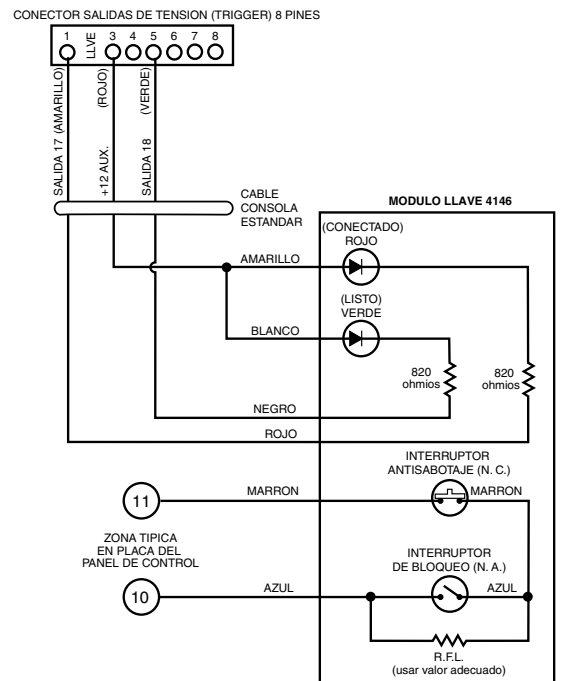 CONECTOR SALIDAS DE TENSION (TRIGGER) 8 PINES
1 LLVE 3 4 5 6 7 8
SALIDA 17 (AMARILLO)
+12 AUX. (ROJO)
SALIDA 18 (VERDE)
CABLE
CONSOLA
ESTANDAR
MODULO LLAVE 4146
(CONECTADO)
ROJO
AMARILLO
(LISTO)
VERDE
BLANCO
820
ohmios
820
ohmios
NEGRO
ROJO
INTERRUPTOR
ANTISABOTAJE (N. C.)
11
MARRON
MARRON
ZONA TIPICA
EN PLACA DEL
PANEL DE CONTROL
INTERRUPTOR
DE BLOQUEO (N. A.)
10
AZUL
AZUL
R.F.L.
(usar valor adecuado)